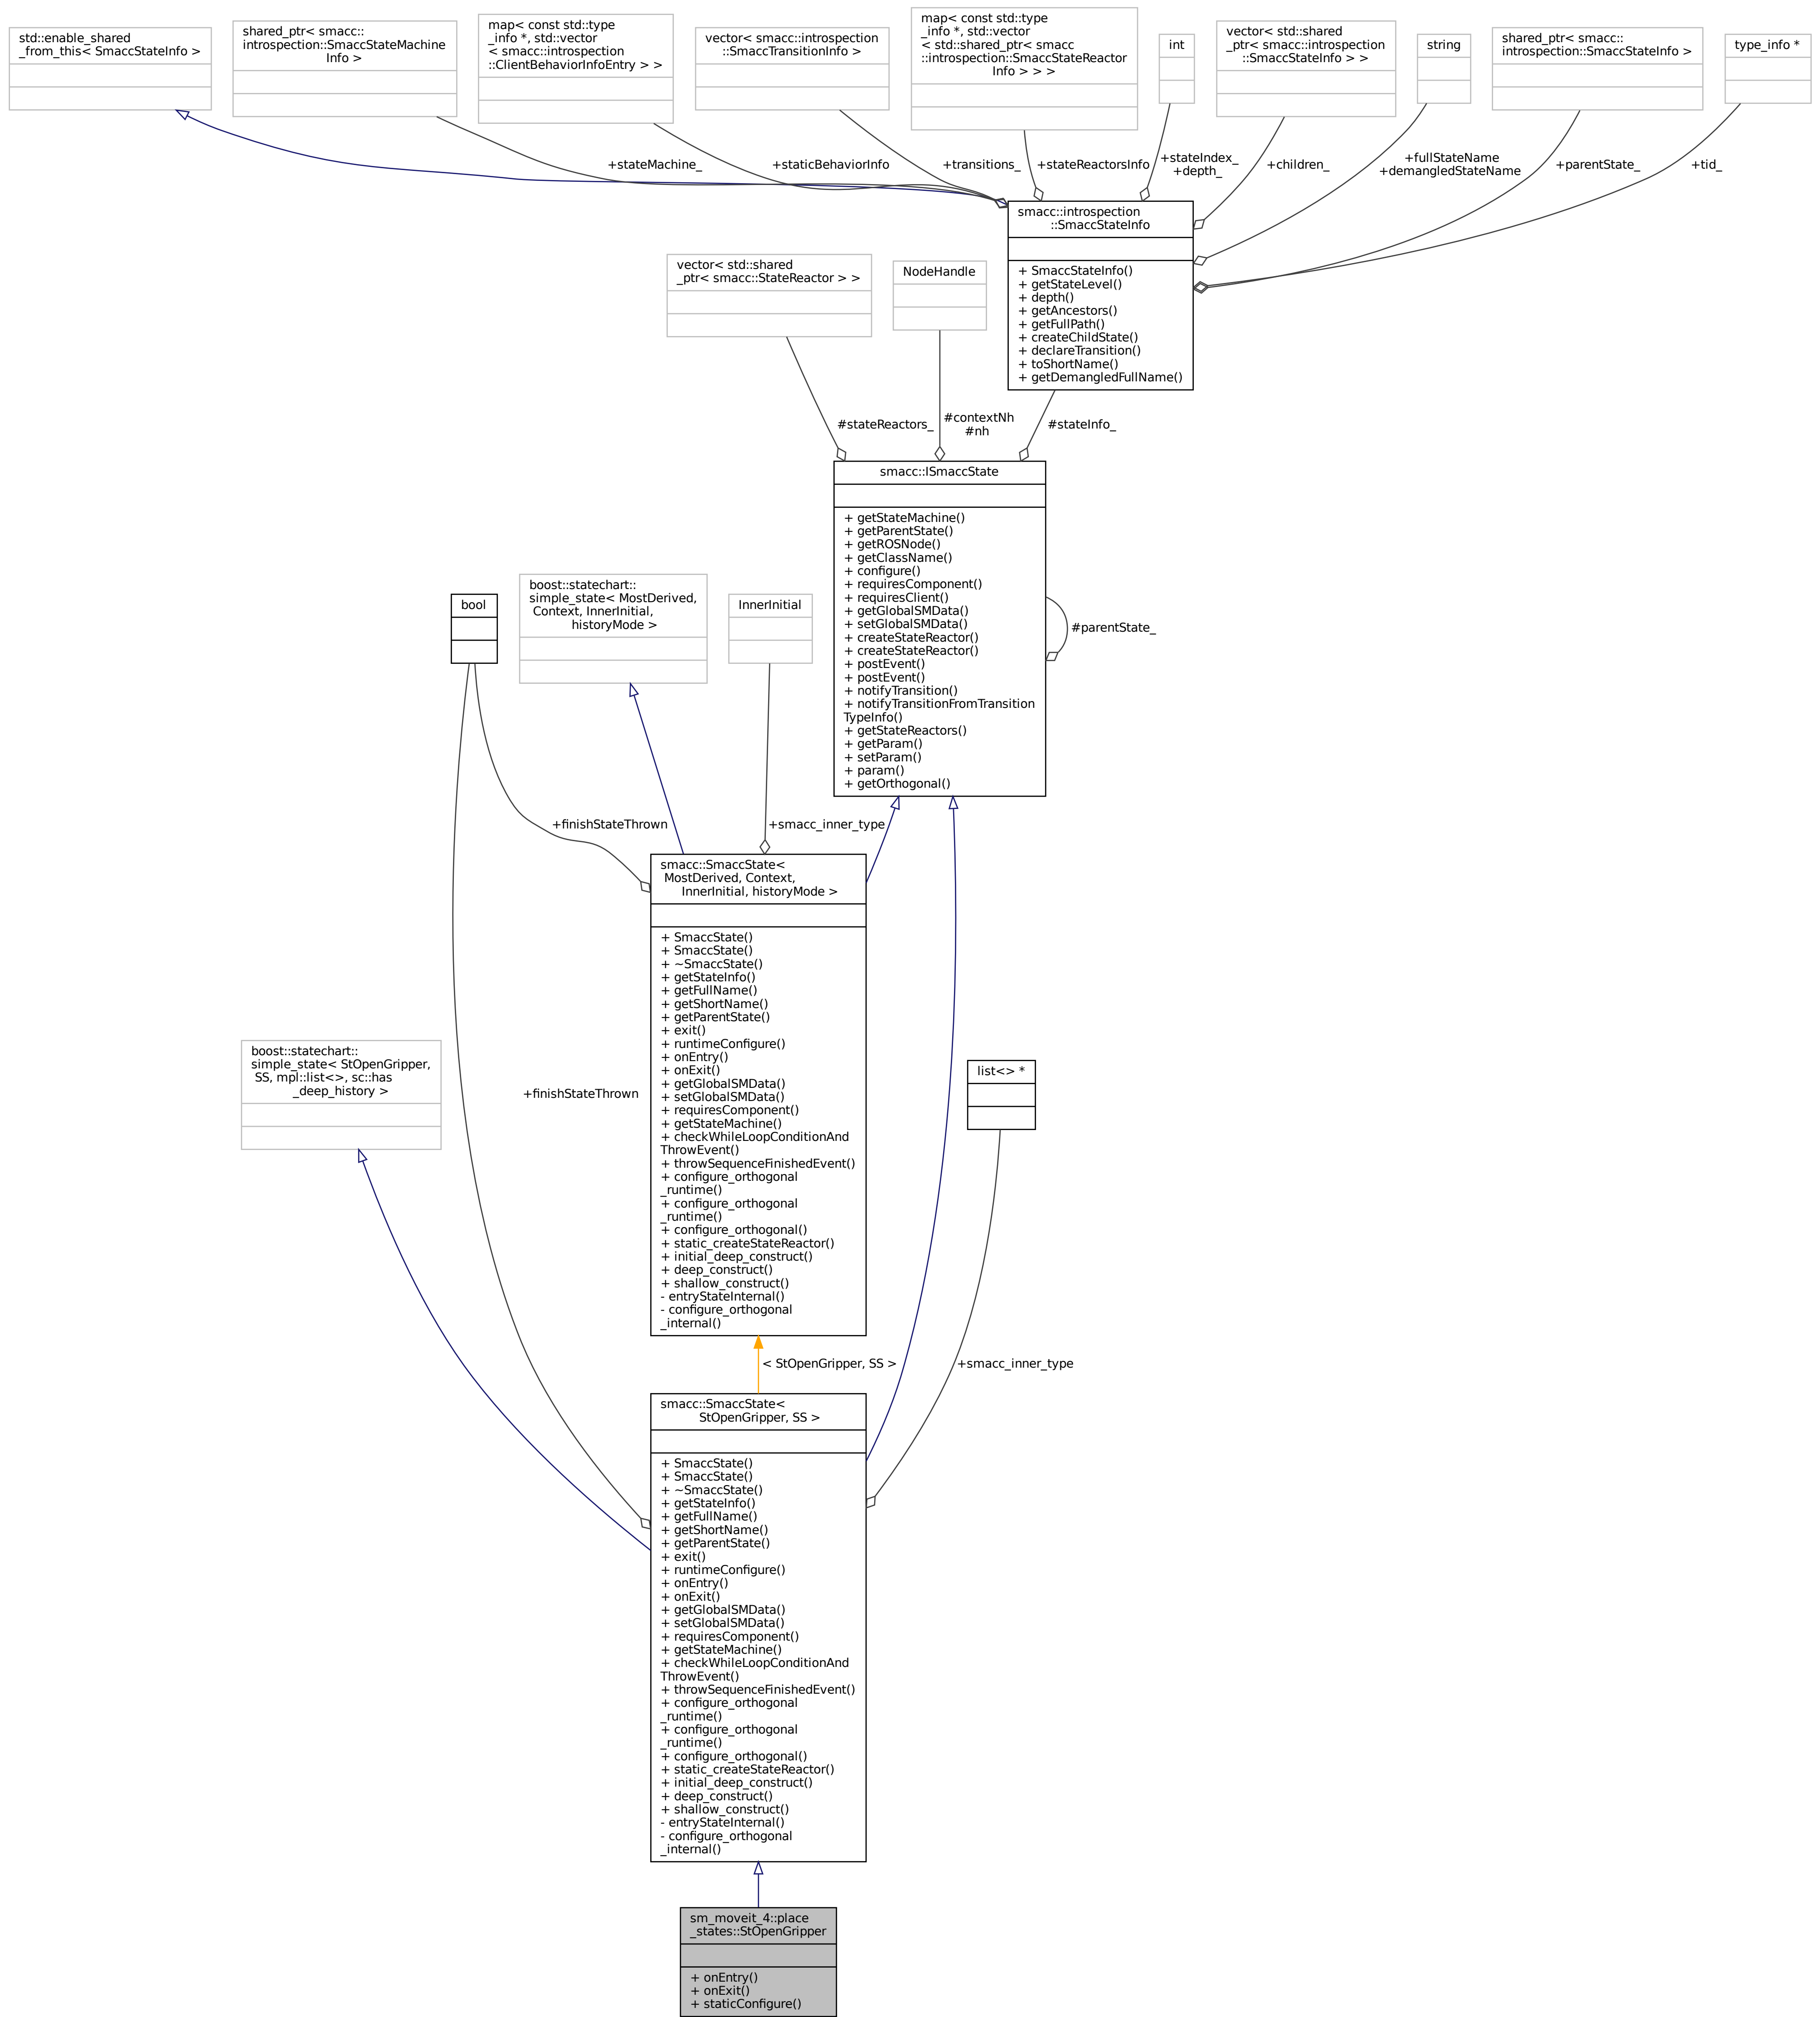 std::enable_shared
_from_this< SmaccStateInfo >
shared_ptr< smacc::
introspection::SmaccStateMachine
Info >
map< const std::type
_info *, std::vector
< smacc::introspection
::ClientBehaviorInfoEntry > >
vector< smacc::introspection
::SmaccTransitionInfo >
map< const std::type
_info *, std::vector
< std::shared_ptr< smacc
::introspection::SmaccStateReactor
Info > > >
int
vector< std::shared
_ptr< smacc::introspection
::SmaccStateInfo > >
string
shared_ptr< smacc::
introspection::SmaccStateInfo >
type_info *
+stateMachine_
+staticBehaviorInfo
+transitions_
+stateReactorsInfo
+stateIndex_
+depth_
+children_
+fullStateName
+demangledStateName
+parentState_
+tid_
smacc::introspection
::SmaccStateInfo
+ SmaccStateInfo()
+ getStateLevel()
+ depth()
+ getAncestors()
+ getFullPath()
+ createChildState()
+ declareTransition()
+ toShortName()
+ getDemangledFullName()
vector< std::shared
_ptr< smacc::StateReactor > >
NodeHandle
#stateReactors_
#contextNh
#nh
#stateInfo_
smacc::ISmaccState
+ getStateMachine()
+ getParentState()
+ getROSNode()
+ getClassName()
+ configure()
+ requiresComponent()
+ requiresClient()
+ getGlobalSMData()
+ setGlobalSMData()
+ createStateReactor()
+ createStateReactor()
+ postEvent()
+ postEvent()
+ notifyTransition()
+ notifyTransitionFromTransition
TypeInfo()
+ getStateReactors()
+ getParam()
+ setParam()
+ param()
+ getOrthogonal()
#parentState_
bool
boost::statechart::
simple_state< MostDerived,
Context, InnerInitial,
historyMode >
InnerInitial
+finishStateThrown
+smacc_inner_type
smacc::SmaccState<
MostDerived, Context,
InnerInitial, historyMode >
+ SmaccState()
+ SmaccState()
+ ~SmaccState()
+ getStateInfo()
+ getFullName()
+ getShortName()
+ getParentState()
+ exit()
+ runtimeConfigure()
+ onEntry()
+ onExit()
+ getGlobalSMData()
+ setGlobalSMData()
+ requiresComponent()
+ getStateMachine()
+ checkWhileLoopConditionAnd
ThrowEvent()
+ throwSequenceFinishedEvent()
+ configure_orthogonal
_runtime()
+ configure_orthogonal
_runtime()
+ configure_orthogonal()
+ static_createStateReactor()
+ initial_deep_construct()
+ deep_construct()
+ shallow_construct()
- entryStateInternal()
- configure_orthogonal
_internal()
boost::statechart::
simple_state< StOpenGripper,
SS, mpl::list<>, sc::has
_deep_history >
+finishStateThrown
list<> *
< StOpenGripper, SS >
+smacc_inner_type
smacc::SmaccState<
StOpenGripper, SS >
+ SmaccState()
+ SmaccState()
+ ~SmaccState()
+ getStateInfo()
+ getFullName()
+ getShortName()
+ getParentState()
+ exit()
+ runtimeConfigure()
+ onEntry()
+ onExit()
+ getGlobalSMData()
+ setGlobalSMData()
+ requiresComponent()
+ getStateMachine()
+ checkWhileLoopConditionAnd
ThrowEvent()
+ throwSequenceFinishedEvent()
+ configure_orthogonal
_runtime()
+ configure_orthogonal
_runtime()
+ configure_orthogonal()
+ static_createStateReactor()
+ initial_deep_construct()
+ deep_construct()
+ shallow_construct()
- entryStateInternal()
- configure_orthogonal
_internal()
sm_moveit_4::place
_states::StOpenGripper
+ onEntry()
+ onExit()
+ staticConfigure()